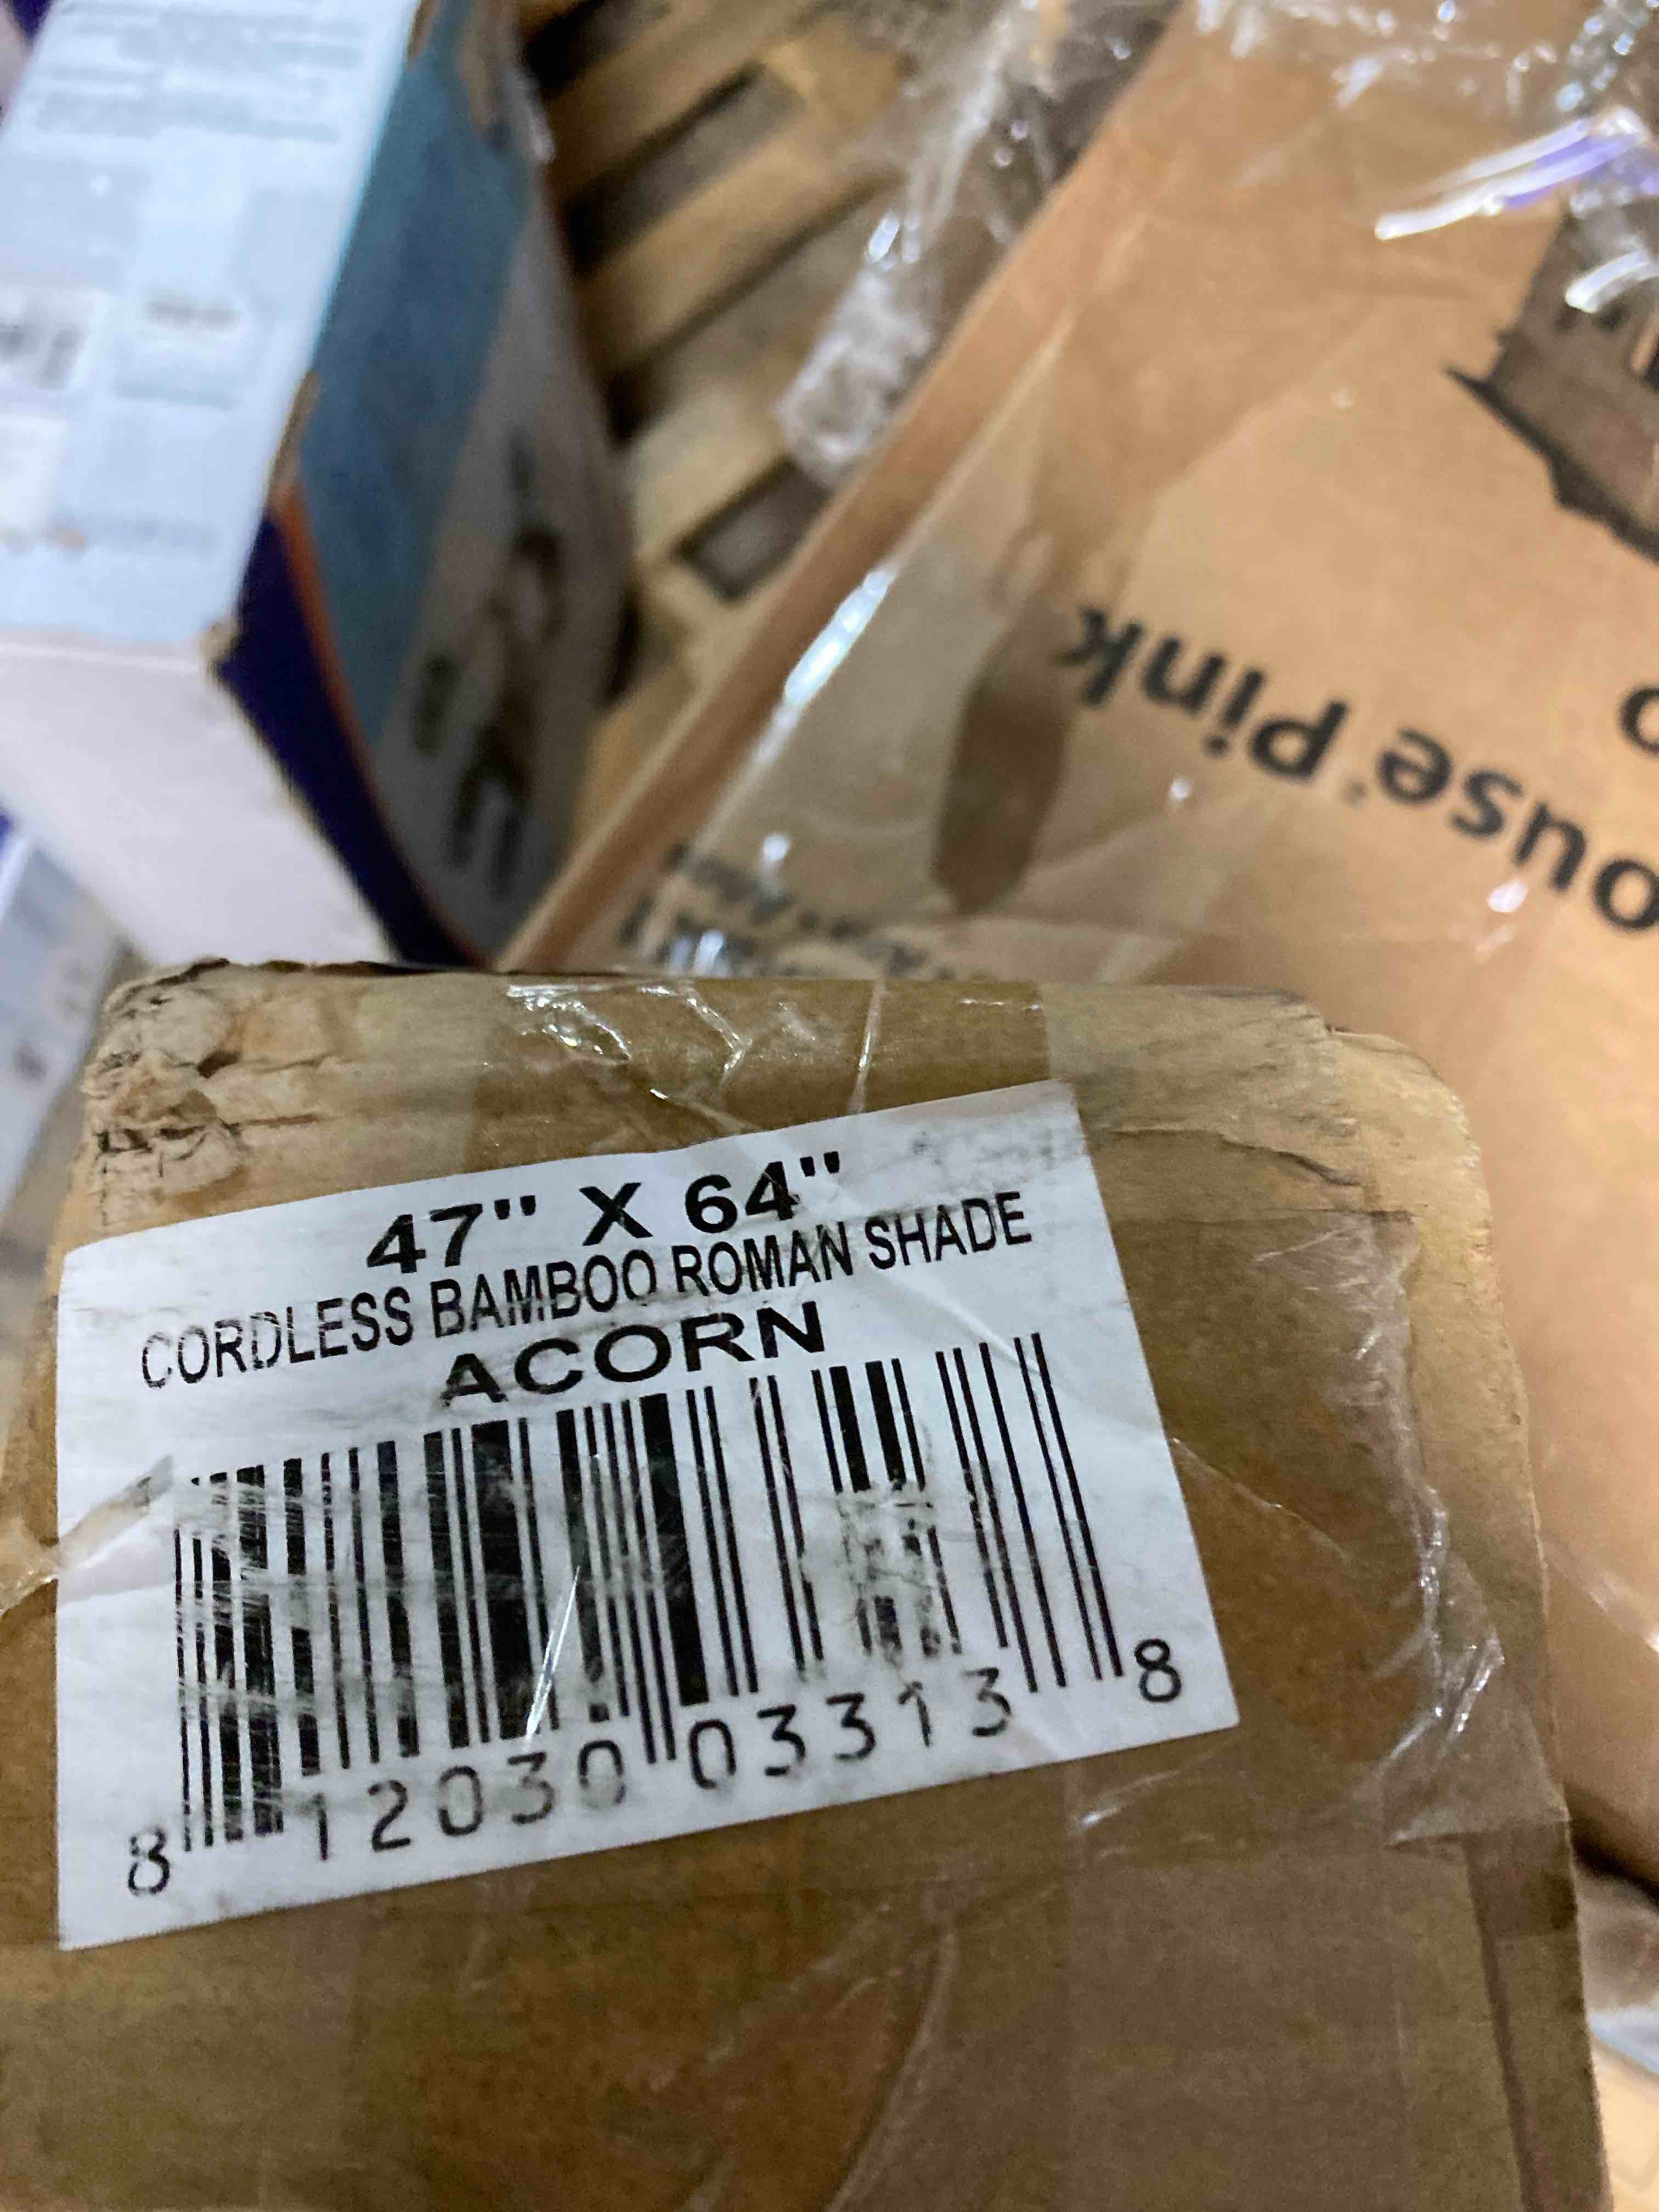 ouse Pink
47" X 64"
CORDLESS BAMBOO ROMAN SHADE
ACORN
8 12030 03313 8